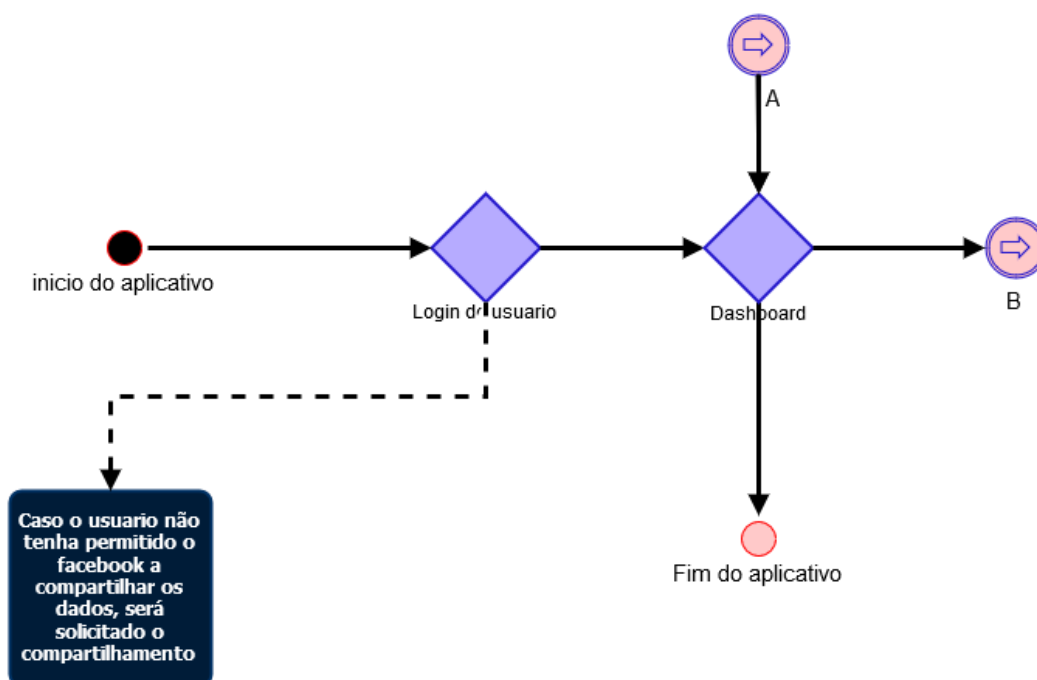 A
inicio do aplicativo
Login do usuario
Dashboard
B
Caso o usuario não
tenha permitido o
facebook a
compartilhar os
dados, será
solicitado o
compartilhamento
Fim do aplicativo